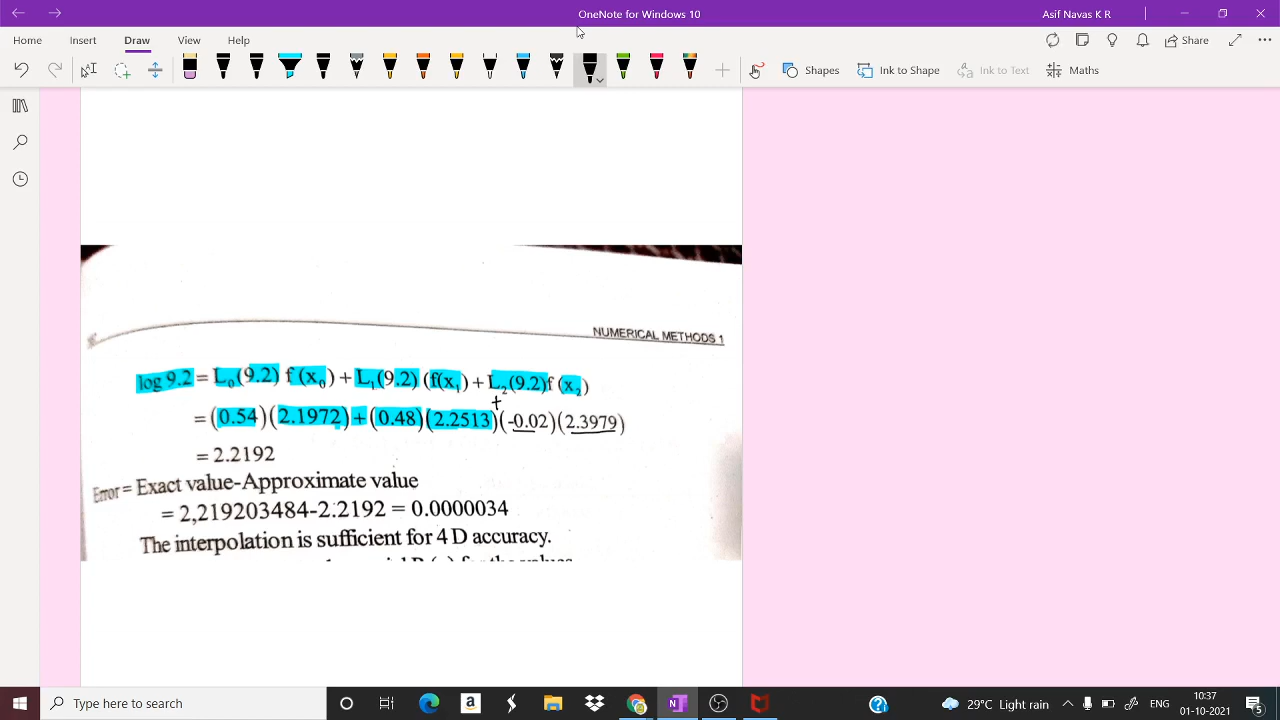 OneNote for Windows 10
Asif Navas K R
Home Insert Draw View Help
Share
Shapes Ink to Shape Ink to Text Maths
NUMERICAL METHODS 1
log 9.2 = L₀(9.2) f (x₀) + L₁(9.2) (f(x₁) + L₂(9.2)f (x₂)
+
= (0.54)(2.1972)+(0.48)(2.2513)(-0.02)(2.3979)
= 2.2192
Error = Exact value-Approximate value
= 2,219203484-2.2192 = 0.0000034
The interpolation is sufficient for 4 D accuracy.
Type here to search
29°C Light rain
ENG
10:37
01-10-2021
5